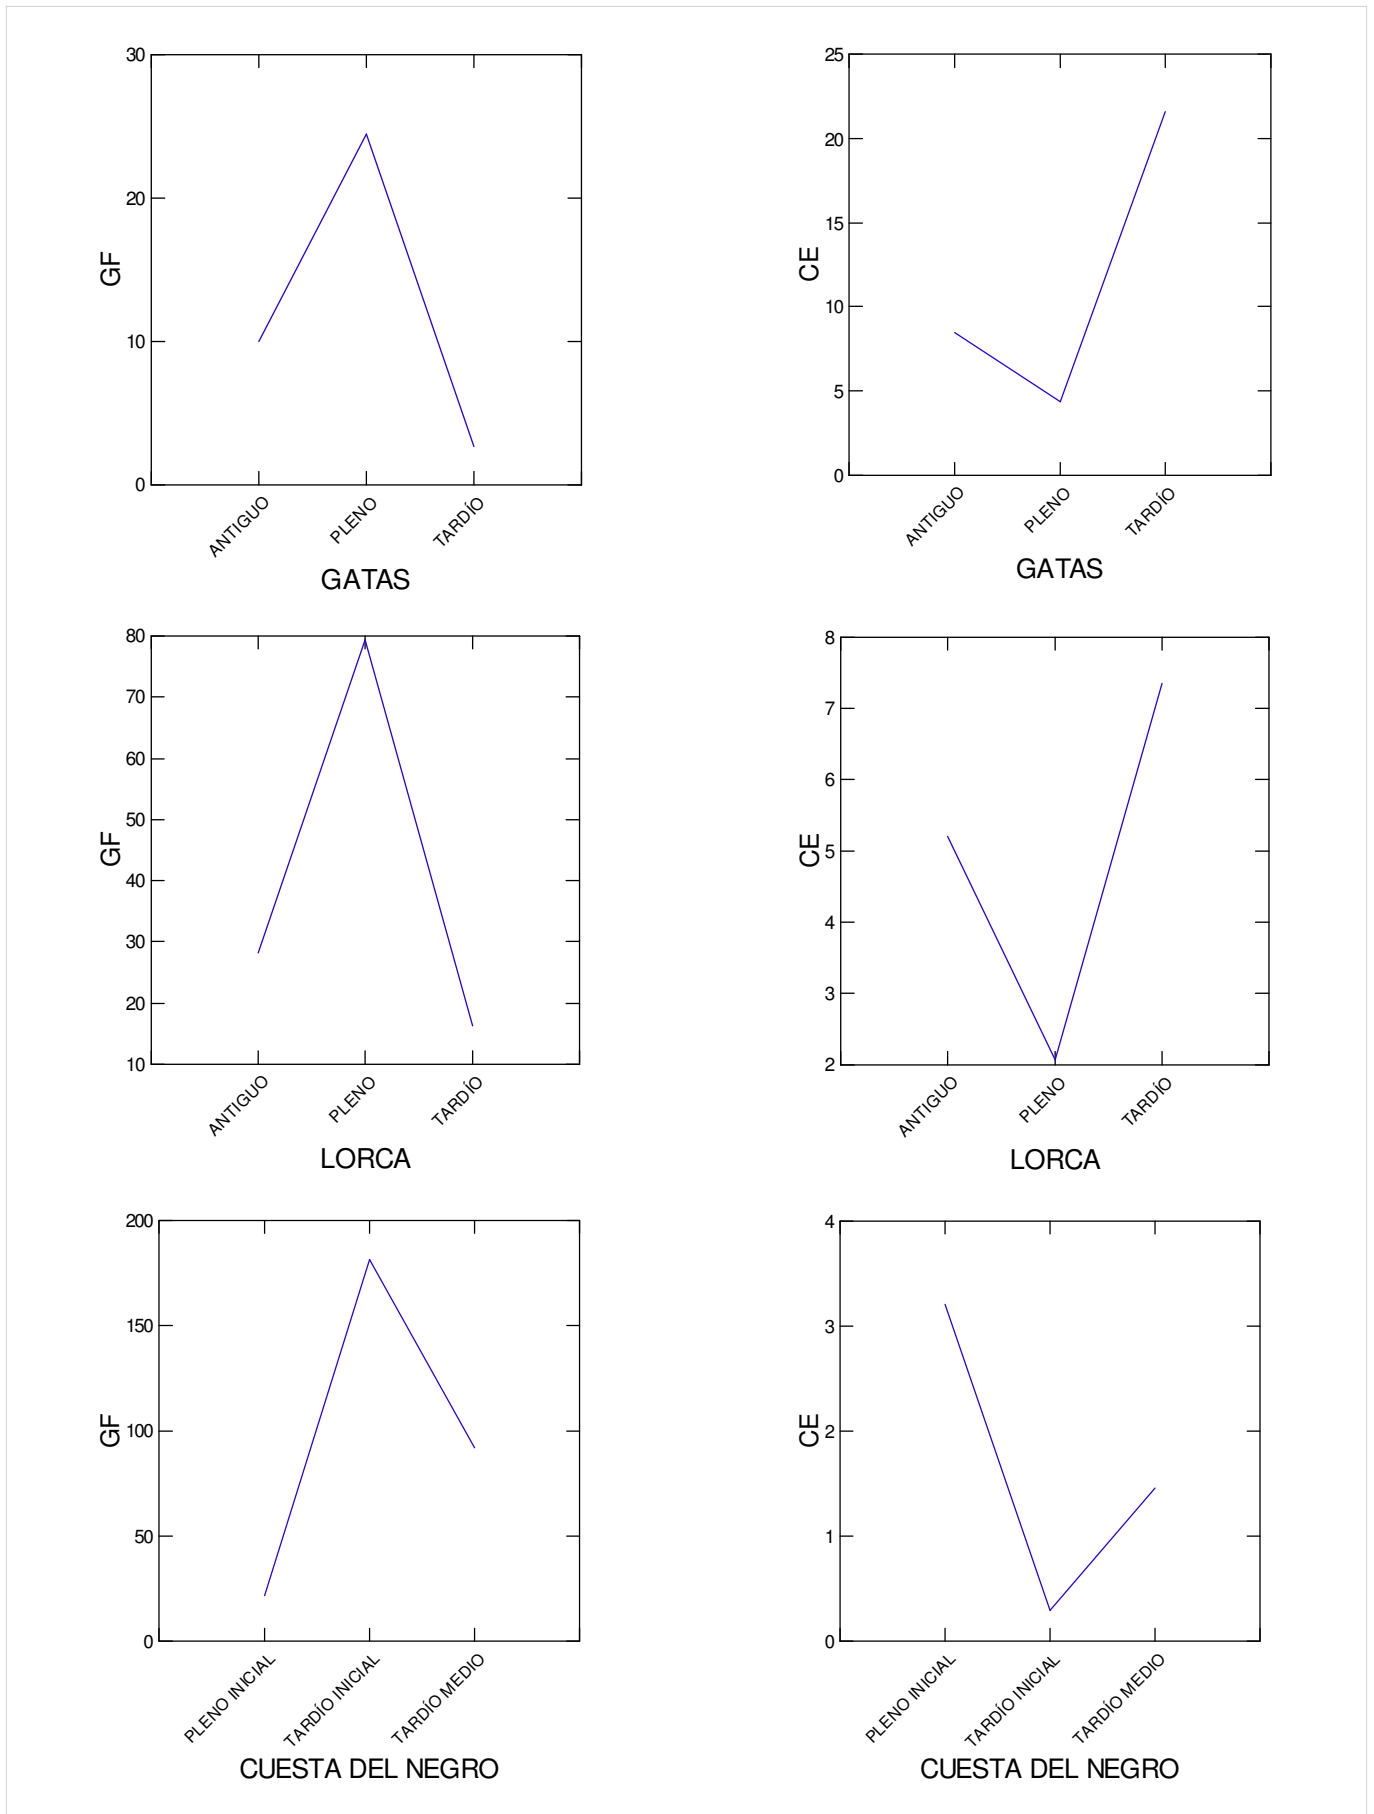 30
20
10
0
GF
ANTIGUO
PLENO
TARDÍO
GATAS
25
20
15
10
5
0
CE
ANTIGUO
PLENO
TARDÍO
GATAS
80
70
60
50
40
30
20
10
GF
ANTIGUO
PLENO
TARDÍO
LORCA
8
7
6
5
4
3
2
CE
ANTIGUO
PLENO
TARDÍO
LORCA
200
150
100
50
0
GF
PLENO INICIAL
TARDÍO INICIAL
TARDÍO MEDIO
CUESTA DEL NEGRO
4
3
2
1
0
CE
PLENO INICIAL
TARDÍO INICIAL
TARDÍO MEDIO
CUESTA DEL NEGRO